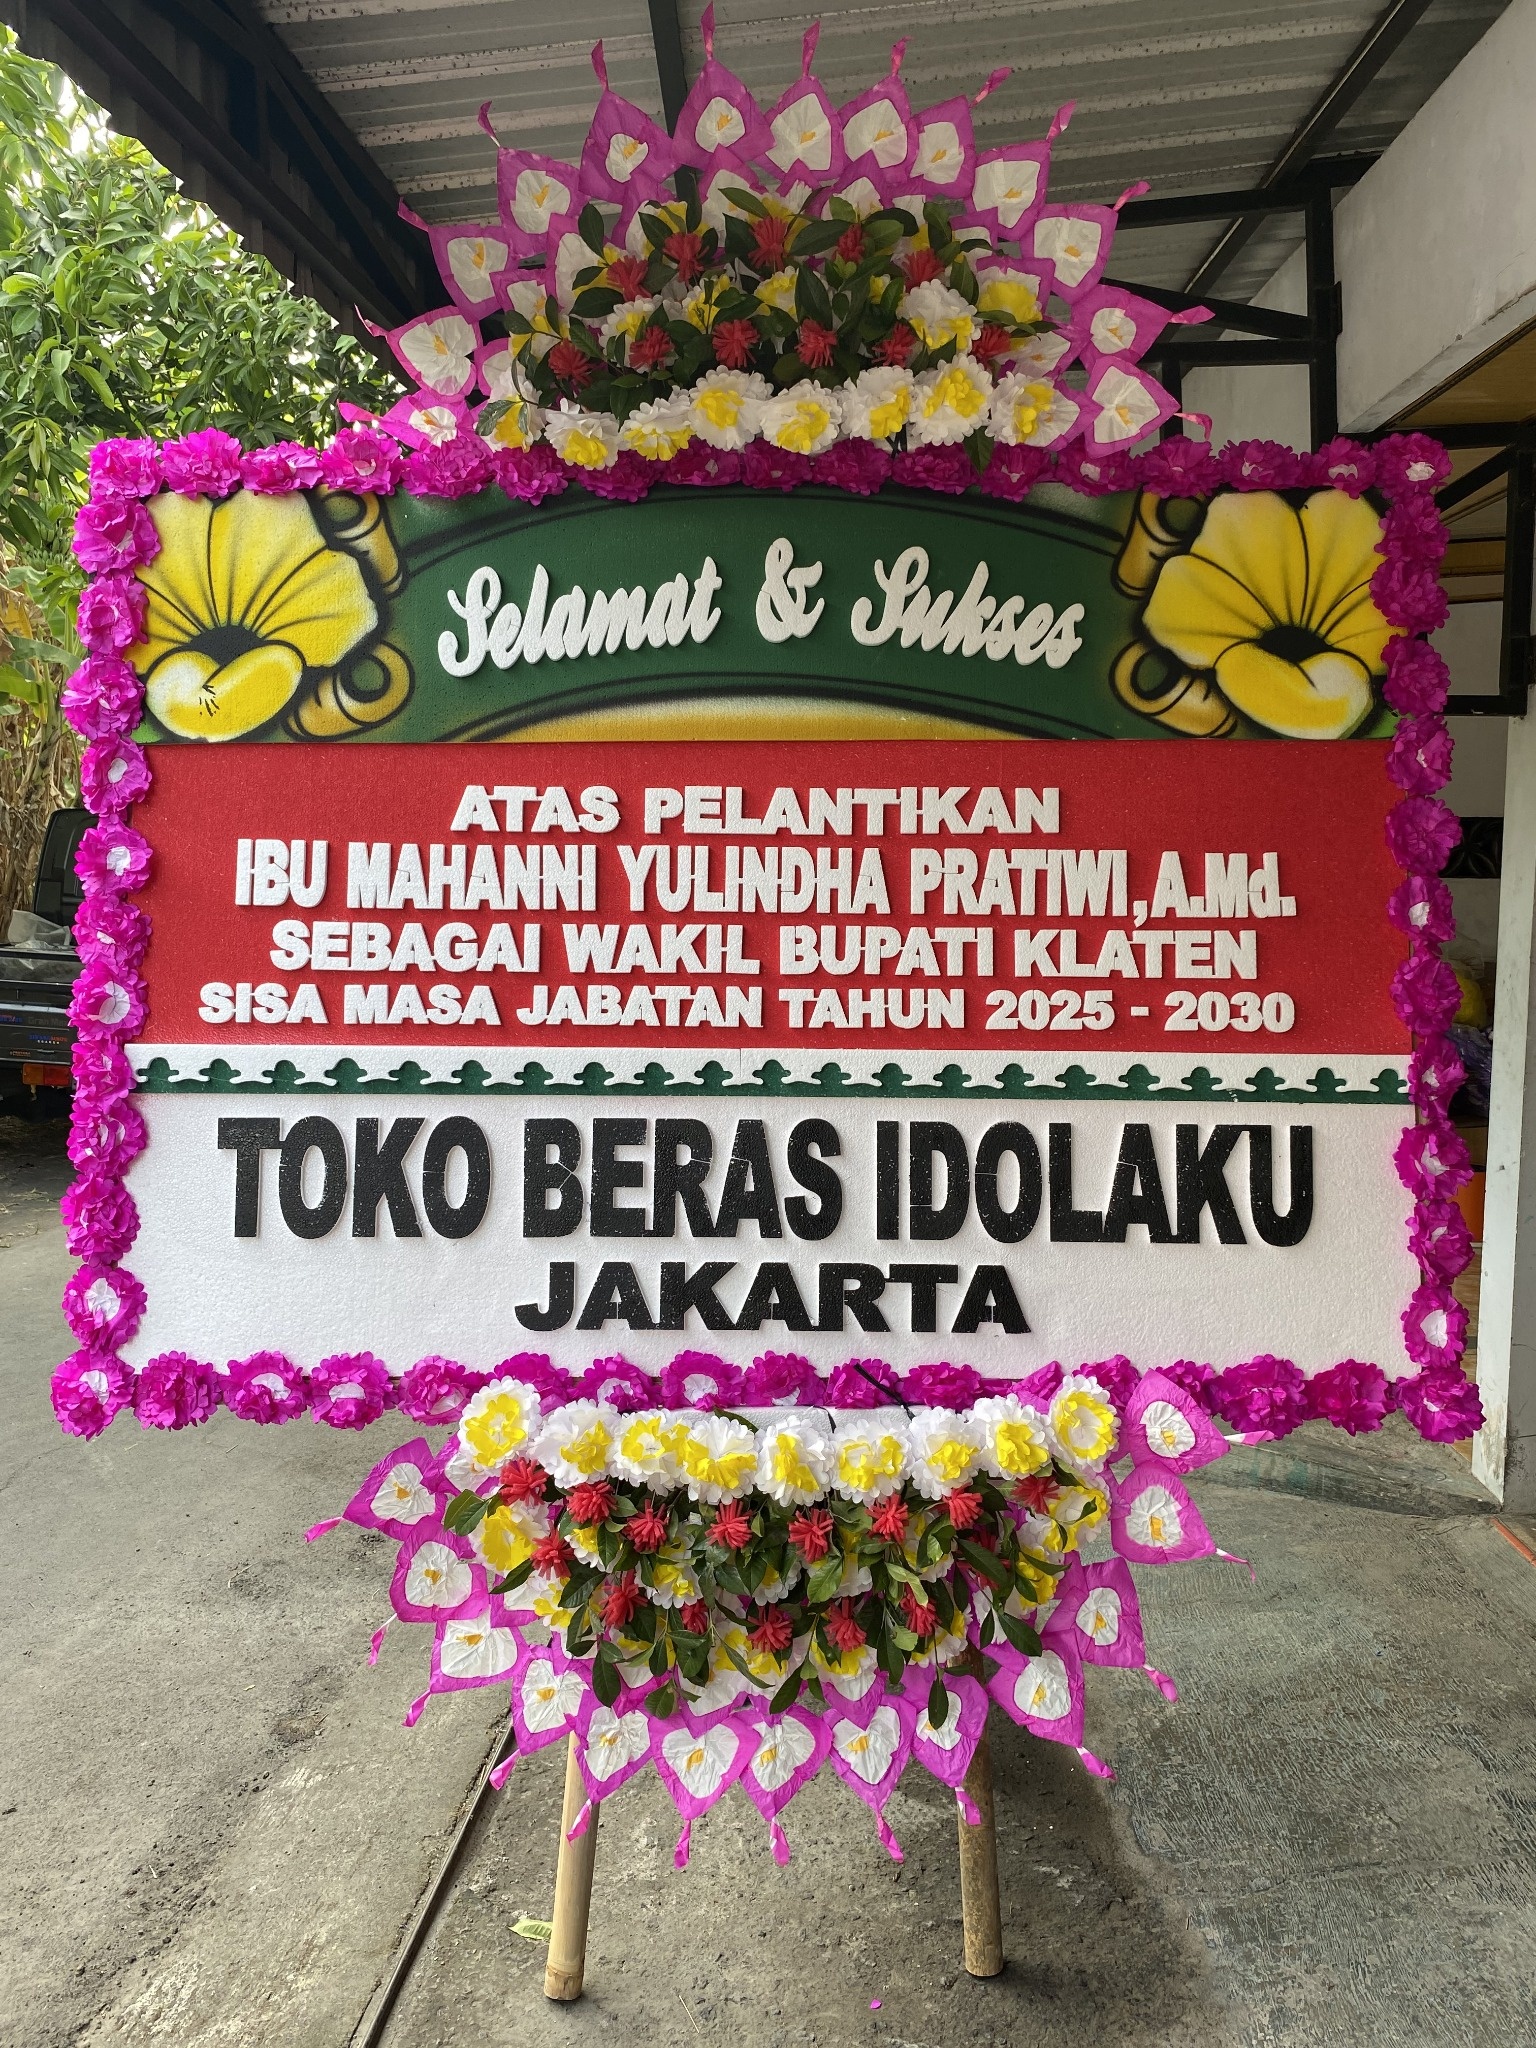 Selamat & Sukses
ATAS PELANTIKAN
IBU MAHANNI YULINDHA PRATIWI,A.Md.
SEBAGAI WAKIL BUPATI KLATEN
SISA MASA JABATAN TAHUN 2025 - 2030
TOKO BERAS IDOLAKU
JAKARTA